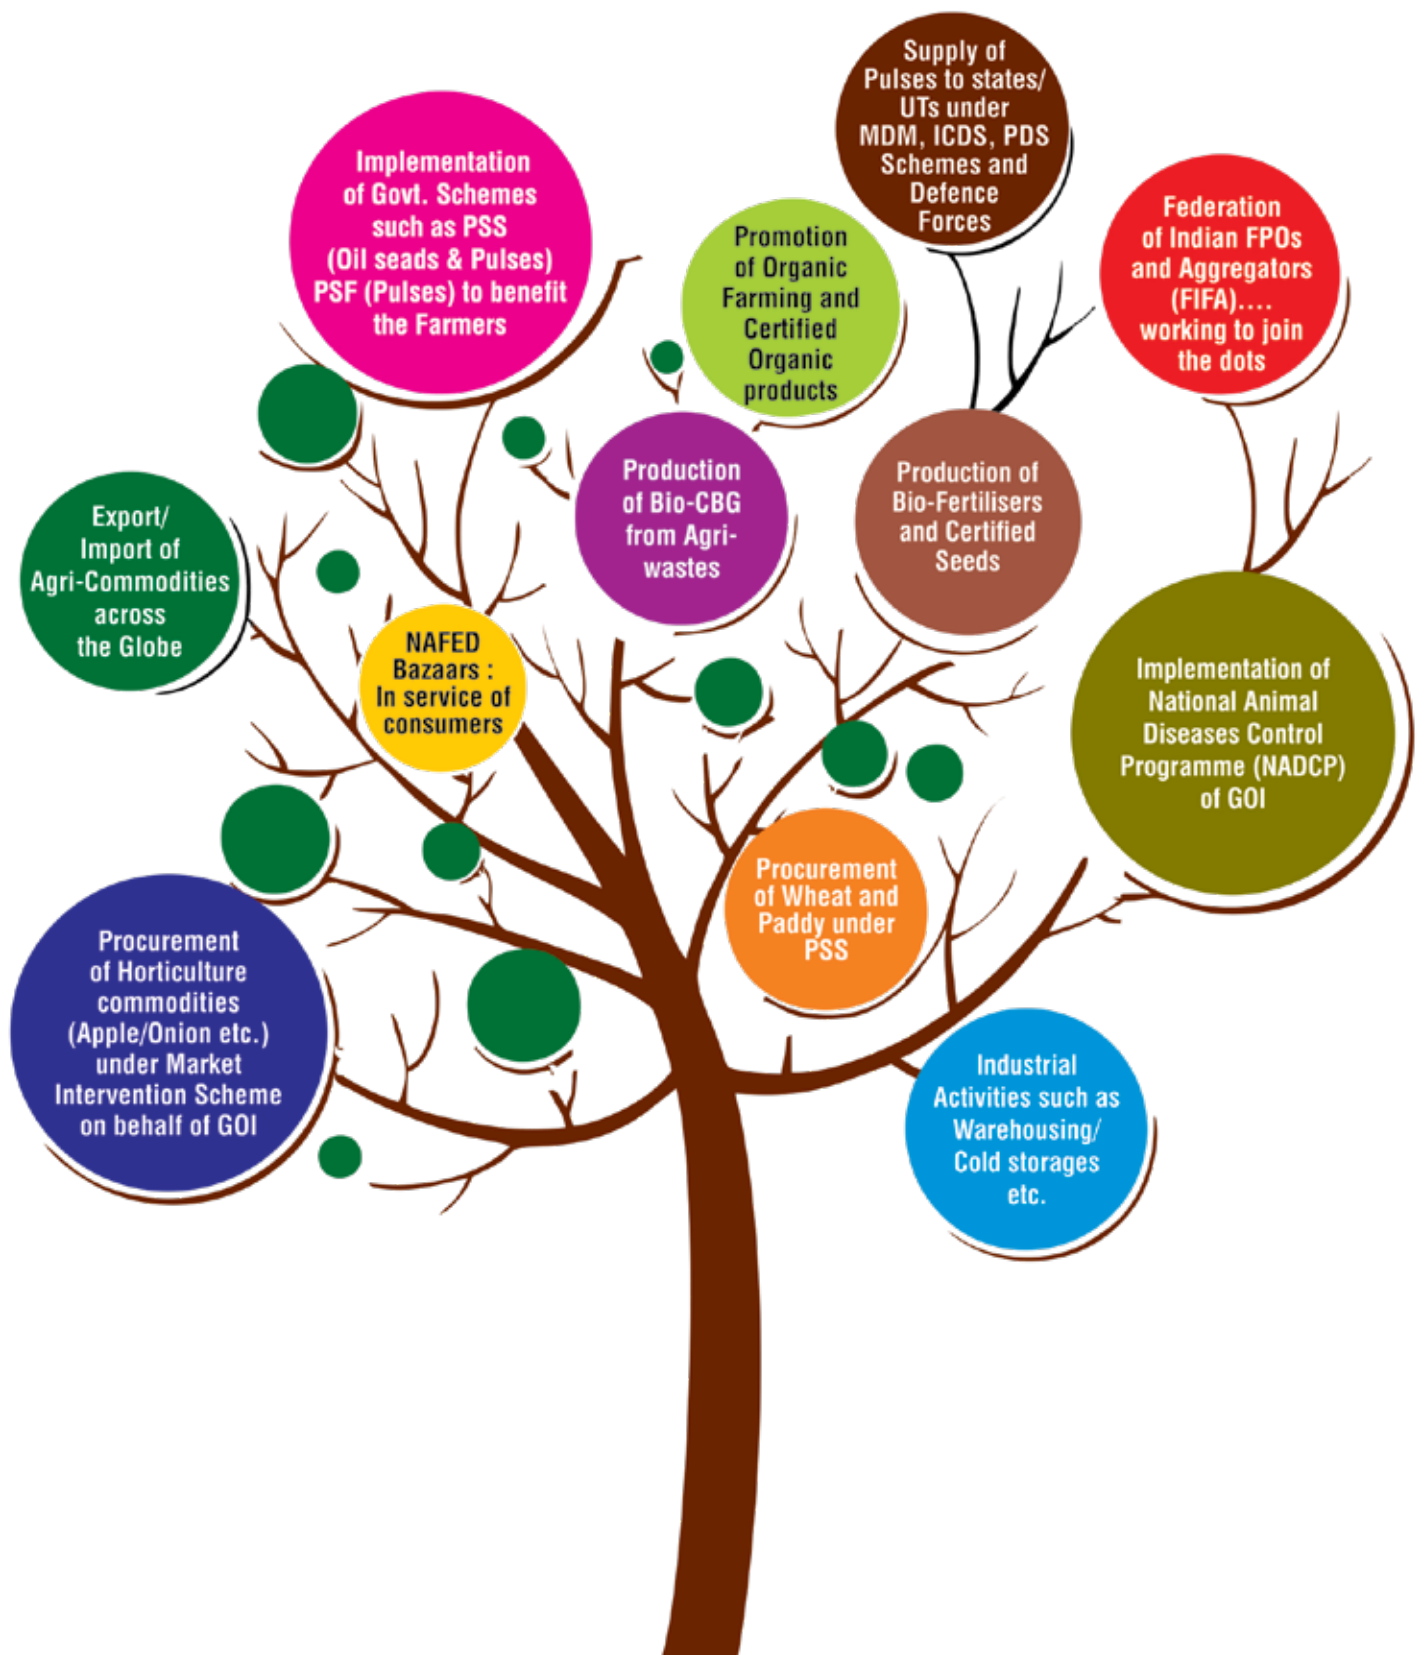 Supply of
Pulses to states/
UTs under
MDM, ICDS, PDS
Schemes and
Defence
Forces
Implementation
of Govt. Schemes
such as PSS
(Oil seads & Pulses)
PSF (Pulses) to benefit
the Farmers
Promotion
of Organic
Farming and
Certified
Organic
products
Federation
of Indian FPOs
and Aggregators
(FIFA)....
working to join
the dots
Export/
Import of
Agri-Commodities
across
the Globe
Production
of Bio-CBG
from Agri-
wastes
Production of
Bio-Fertilisers
and Certified
Seeds
NAFED
Bazaars :
In service of
consumers
Implementation of
National Animal
Diseases Control
Programme (NADCP)
of GOI
Procurement
of Wheat and
Paddy under
PSS
Procurement
of Horticulture
commodities
(Apple/Onion etc.)
under Market
Intervention Scheme
on behalf of GOI
Industrial
Activities such as
Warehousing/
Cold storages
etc.